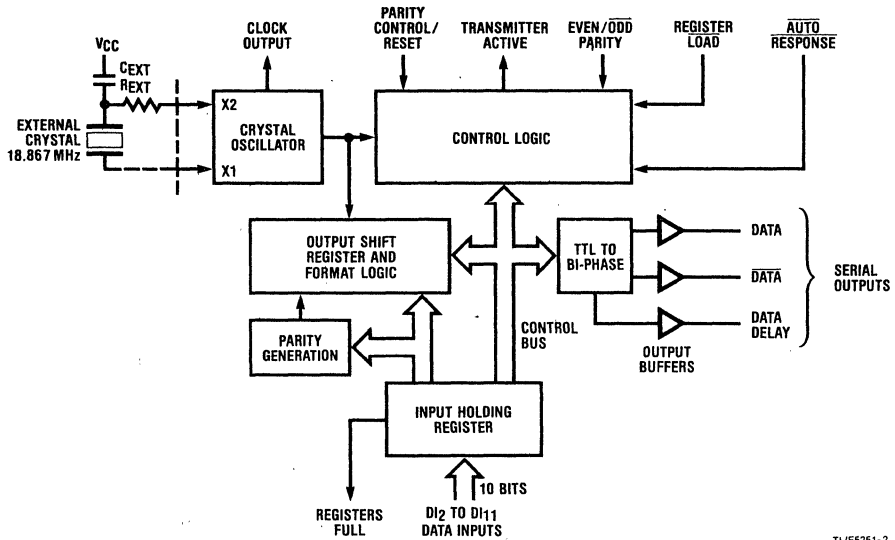 VCC
CEXT
REXT
EXTERNAL
CRYSTAL
18.867 MHz
CLOCK
OUTPUT
X2
CRYSTAL
OSCILLATOR
X1
PARITY
CONTROL/
RESET
TRANSMITTER
ACTIVE
EVEN/ODD
PARITY
REGISTER
LOAD
AUTO
RESPONSE
CONTROL LOGIC
OUTPUT SHIFT
REGISTER AND
FORMAT LOGIC
TTL TO
BI-PHASE
DATA
DATA
DATA
DELAY
SERIAL
OUTPUTS
PARITY
GENERATION
CONTROL
BUS
OUTPUT
BUFFERS
INPUT HOLDING
REGISTER
10 BITS
REGISTERS
FULL
DI2 TO DI11
DATA INPUTS
TL/F5251-2